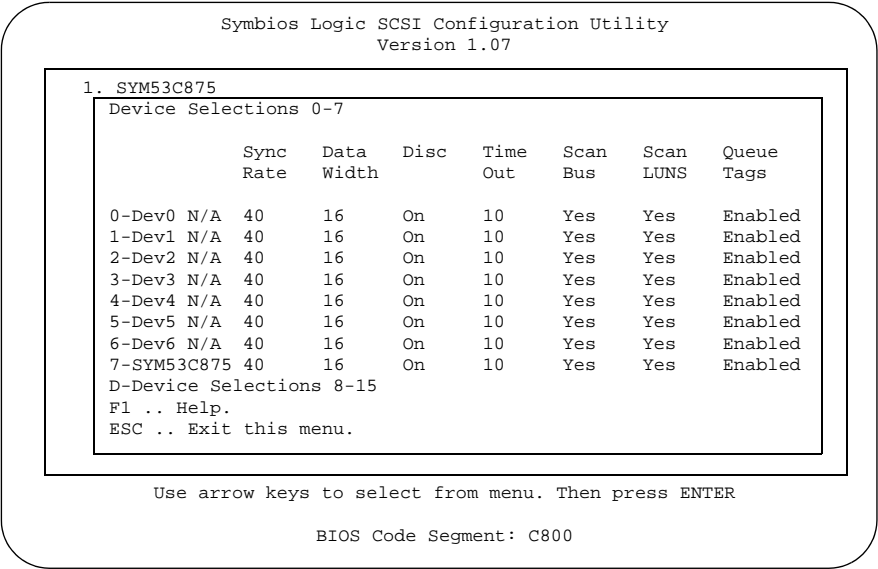 Symbios Logic SCSI Configuration Utility
Version 1.07
1. SYM53C875
Device Selections 0-7
Sync Data Disc Time Scan Scan Queue
Rate Width Out Bus LUNS Tags
0-Dev0 N/A 40 16 On 10 Yes Yes Enabled
1-Dev1 N/A 40 16 On 10 Yes Yes Enabled
2-Dev2 N/A 40 16 On 10 Yes Yes Enabled
3-Dev3 N/A 40 16 On 10 Yes Yes Enabled
4-Dev4 N/A 40 16 On 10 Yes Yes Enabled
5-Dev5 N/A 40 16 On 10 Yes Yes Enabled
6-Dev6 N/A 40 16 On 10 Yes Yes Enabled
7-SYM53C875 40 16 On 10 Yes Yes Enabled
D-Device Selections 8-15
F1 .. Help.
ESC .. Exit this menu.
Use arrow keys to select from menu. Then press ENTER
BIOS Code Segment: C800